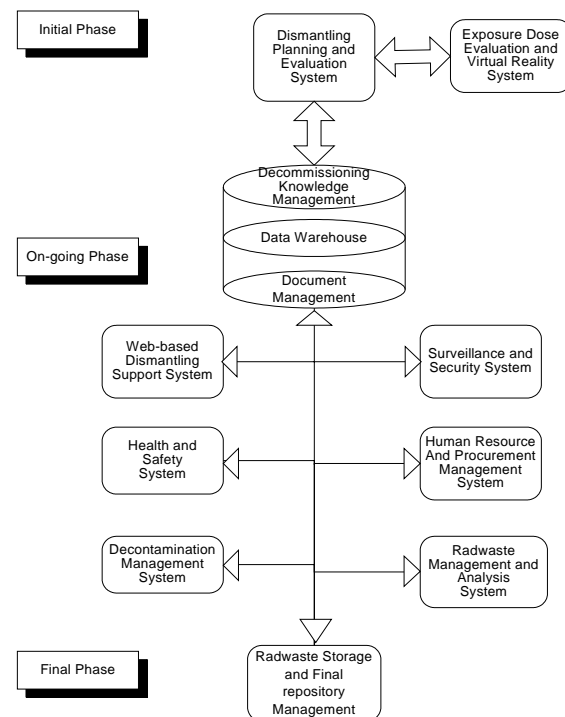 Initial Phase
Dismantling
Planning and
Evaluation
System
Exposure Dose
Evaluation and
Virtual Reality
System
Decommissioning
Knowledge
Management
Data Warehouse
On-going Phase
Document
Management
Web-based
Dismantling
Support System
Surveillance and
Security System
Health and
Safety
System
Human Resource
And Procurement
Management
System
Decontamination
Management
System
Radwaste
Management and
Analysis
System
Final Phase
Radwaste Storage
and Final
repository
Management